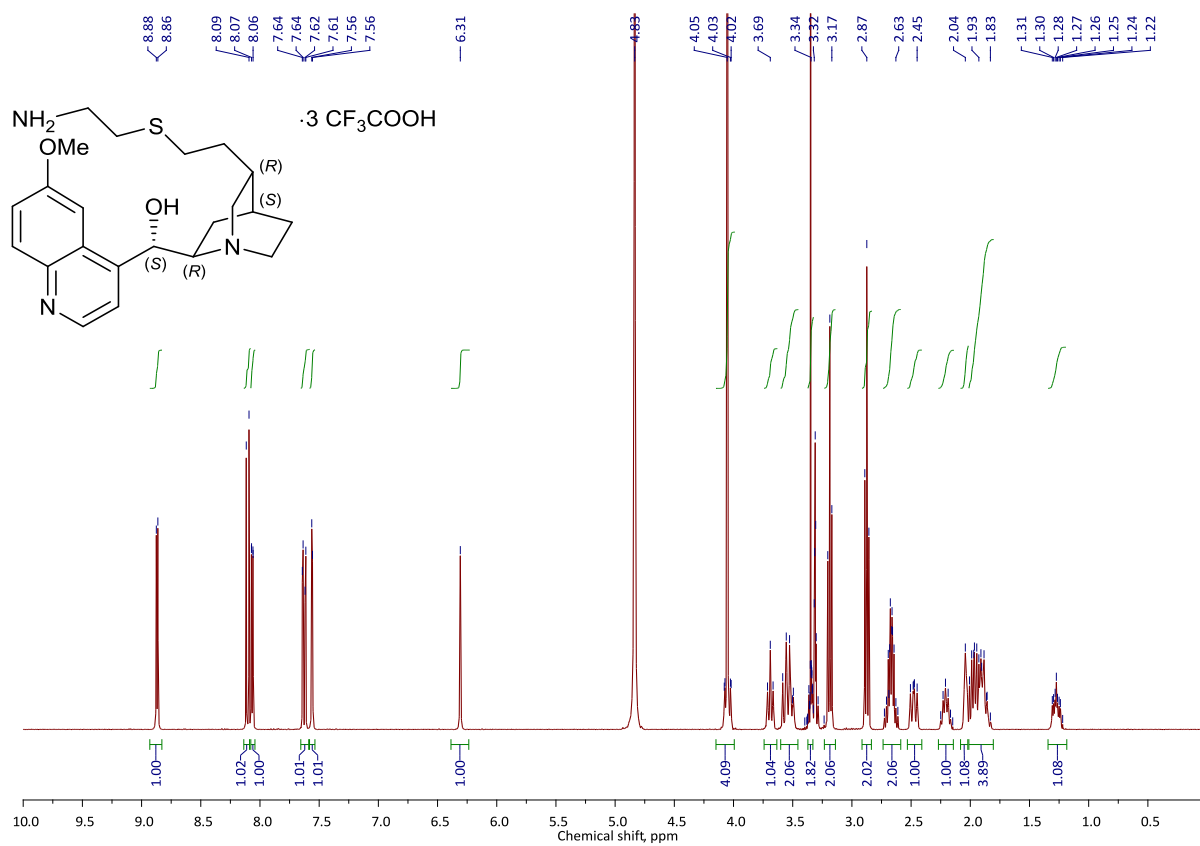 8.88 8.86 8.09 8.07 8.06 7.64 7.64 7.62 7.61 7.56 7.56 6.31 4.83 4.05 4.03 4.02 3.69 3.34 3.32 3.17 2.87 2.63 2.45 2.04 1.93 1.83 1.31 1.30 1.28 1.27 1.26 1.25 1.24 1.22
NH2
S
·3 CF3COOH
OMe
(R)
(S)
OH
N
(S)
(R)
N
1.00 1.02 1.00 1.01 1.01 1.00 4.09 1.04 2.06 1.82 2.06 2.02 2.06 1.00 1.00 1.08 3.89 1.08
10.0 9.5 9.0 8.5 8.0 7.5 7.0 6.5 6.0 5.5 5.0 4.5 4.0 3.5 3.0 2.5 2.0 1.5 1.0 0.5
Chemical shift, ppm